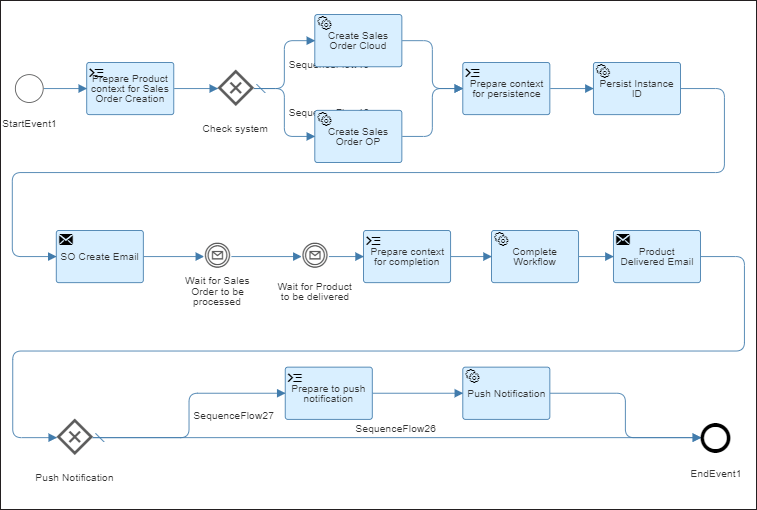 Create Sales
Order Cloud
Prepare Product
context for Sales
Order Creation
Prepare context
for persistence
Persist Instance
ID
StartEvent1
Check system
Create Sales
Order OP
SO Create Email
Prepare context
for completion
Complete
Workflow
Product
Delivered Email
Wait for Sales
Order to be
processed
Wait for Product
to be delivered
Prepare to push
notification
Push Notification
SequenceFlow27
SequenceFlow26
Push Notification
EndEvent1